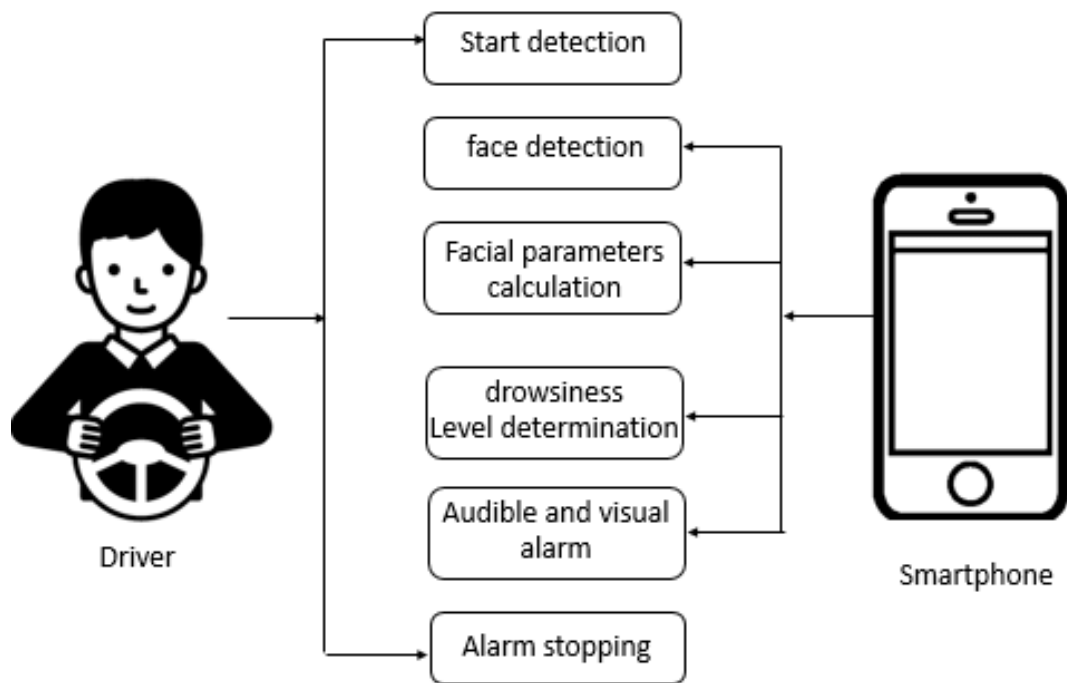 Start detection
face detection
Facial parameters
calculation
drowsiness
Level determination
Audible and visual
alarm
Alarm stopping
Driver
Smartphone